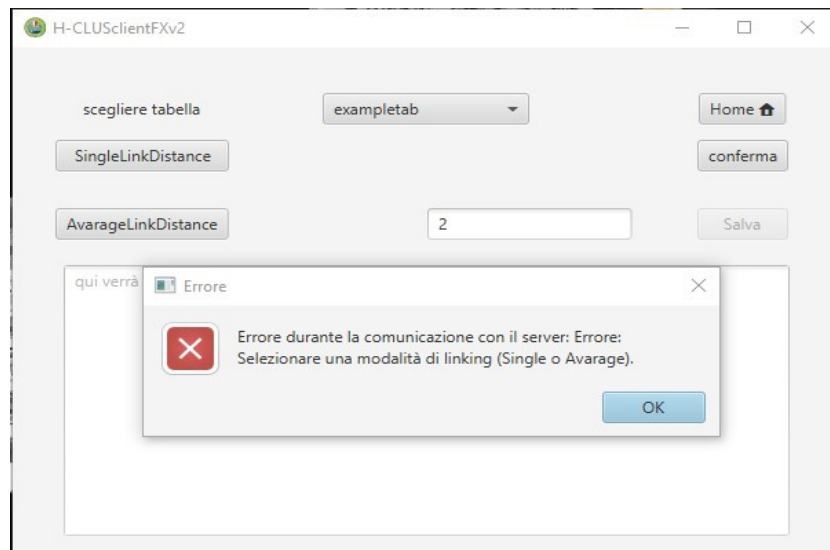 H-CLUSclientFXv2
scegliere tabella
exampletab
Home
SingleLinkDistance
conferma
AvarageLinkDistance
2
Salva
qui verrà
Errore
Errore durante la comunicazione con il server: Errore:
Selezionare una modalità di linking (Single o Avarage).
OK